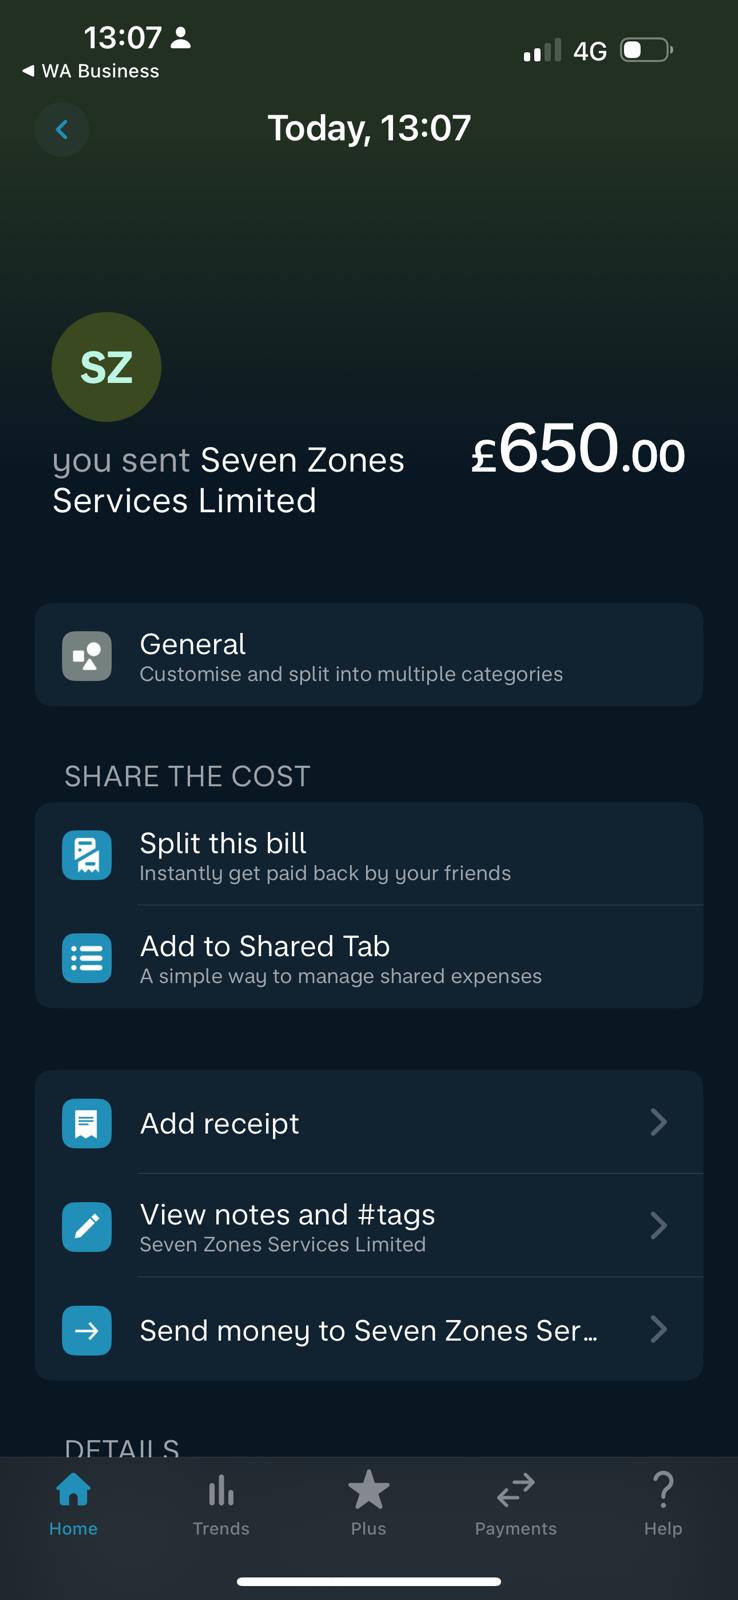 13:07
4G
WA Business
Today, 13:07
SZ
you sent Seven Zones
Services Limited
£650.00
General
Customise and split into multiple categories
SHARE THE COST
Split this bill
Instantly get paid back by your friends
Add to Shared Tab
A simple way to manage shared expenses
Add receipt
View notes and #tags
Seven Zones Services Limited
Send money to Seven Zones Ser...
DETAILS
Home
Trends
Plus
Payments
Help